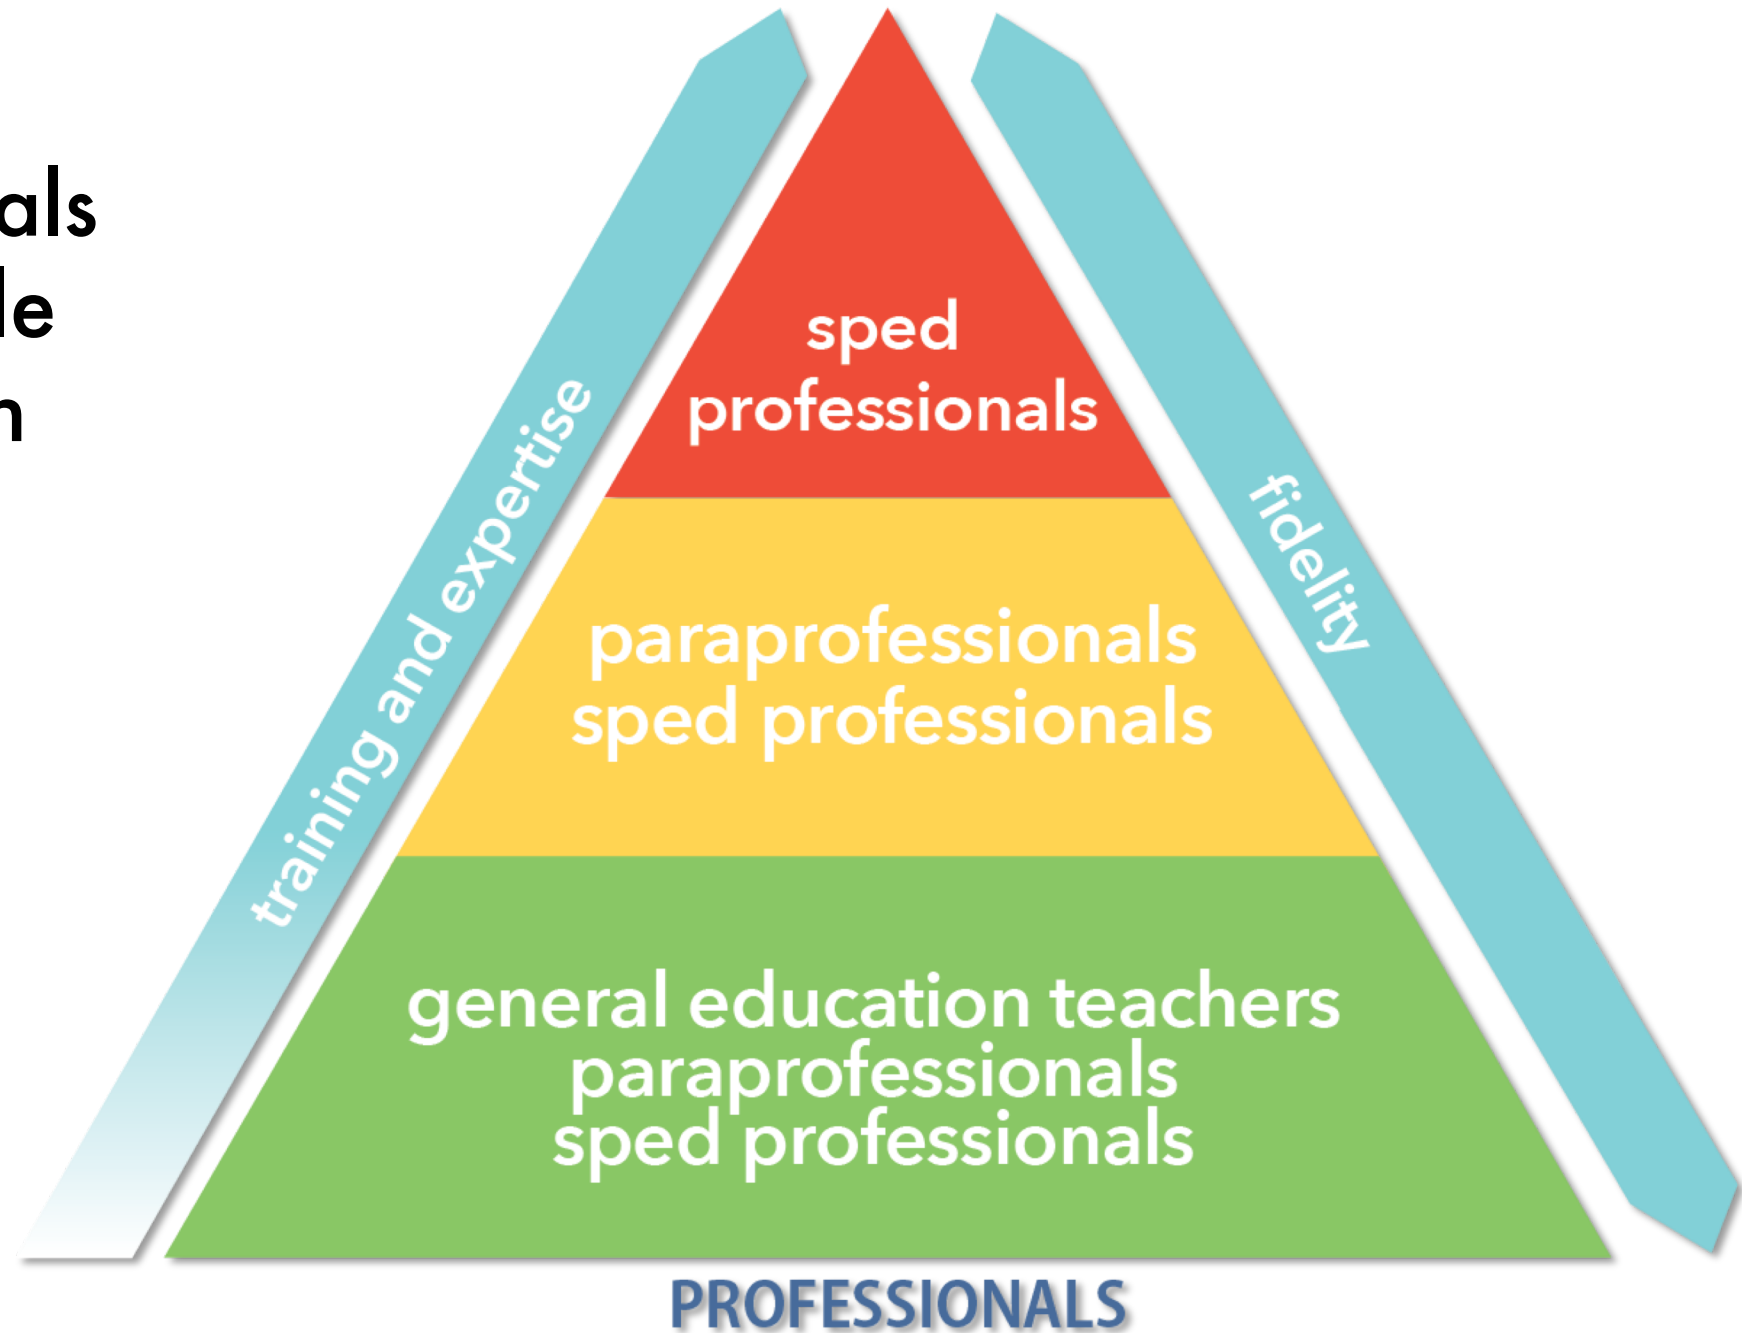 als
le
n
training and expertise
fidelity
sped
professionals
paraprofessionals
sped professionals
general education teachers
paraprofessionals
sped professionals
PROFESSIONALS